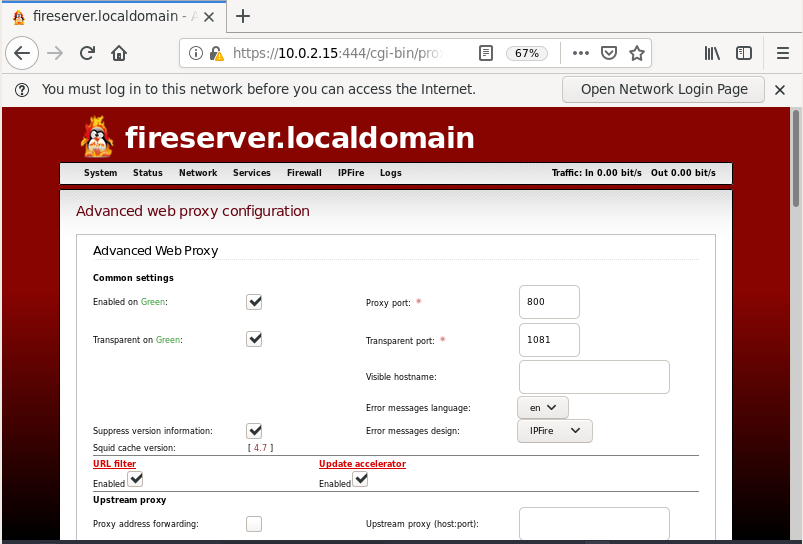 fireserver.localdomain - A
https://10.0.2.15:444/cgi-bin/prox
67%
You must log in to this network before you can access the Internet.
Open Network Login Page
fireserver.localdomain
System Status Network Services Firewall IPFire Logs Traffic: In 0.00 bit/s Out 0.00 bit/s
Advanced web proxy configuration
Advanced Web Proxy
Common settings
Enabled on Green: Proxy port: * 800
Transparent on Green: Transparent port: * 1081
Visible hostname:
Error messages language: en
Suppress version information: Error messages design: IPFire
Squid cache version: [ 4.7 ]
URL filter Update accelerator
Enabled Enabled
Upstream proxy
Proxy address forwarding: Upstream proxy (host:port):